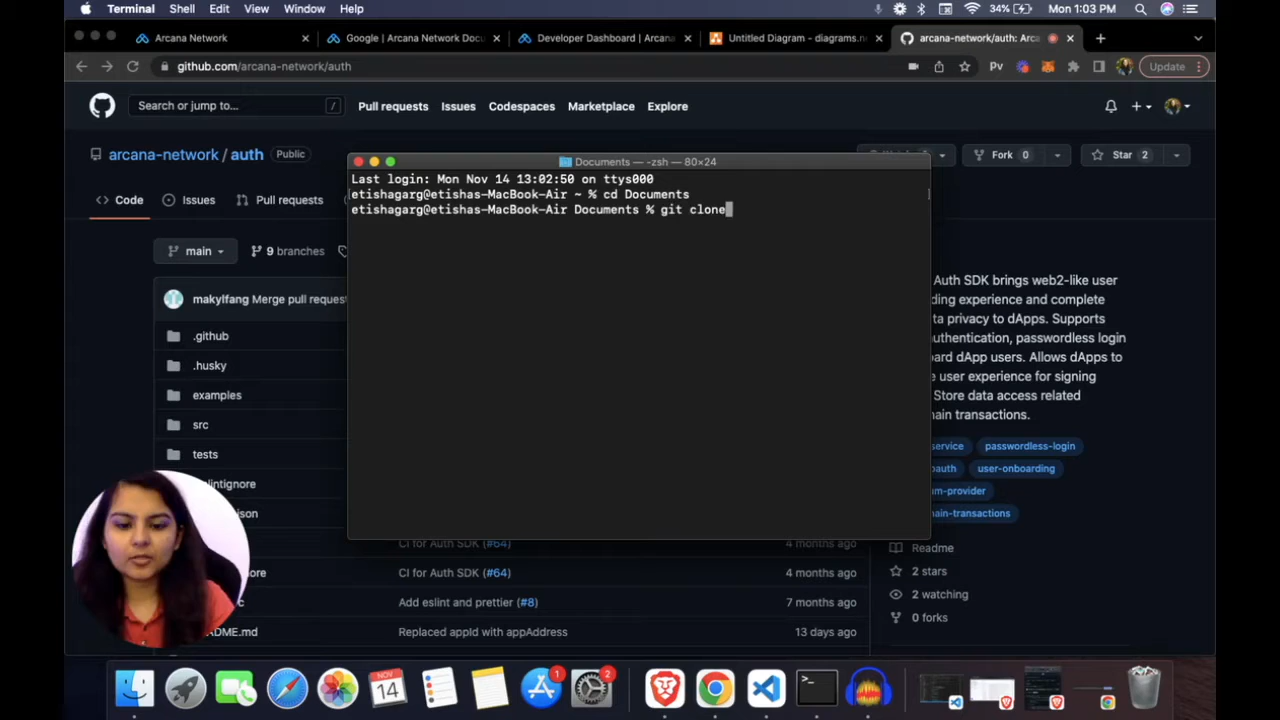 Terminal Shell Edit View Window Help 34% Mon 1:03 PM
Arcana Network
Google | Arcana Network Docu
Developer Dashboard | Arcana
Untitled Diagram - diagrams.ne
arcana-network/auth: Arc
github.com/arcana-network/auth
Pv
Update
Search or jump to... /
Pull requests Issues Codespaces Marketplace Explore
arcana-network / auth Public
Fork 0
Star 2
Code Issues Pull requests
main 9 branches
makylfang Merge pull request
.github
.husky
examples
src
tests
CI for Auth SDK (#64) 4 months ago
CI for Auth SDK (#64) 4 months ago
Add eslint and prettier (#8) 7 months ago
Replaced appId with appAddress 13 days ago
Documents — -zsh — 80×24
Last login: Mon Nov 14 13:02:50 on ttys000
etishagarg@etishas-MacBook-Air ~ % cd Documents
etishagarg@etishas-MacBook-Air Documents % git clone
Auth SDK brings web2-like user
ding experience and complete
ta privacy to dApps. Supports
uthentication, passwordless login
oard dApp users. Allows dApps to
e user experience for signing
Store data access related
hain transactions.
service passwordless-login
oauth user-onboarding
um-provider
hain-transactions
Readme
2 stars
2 watching
0 forks
NOV
14
1
2